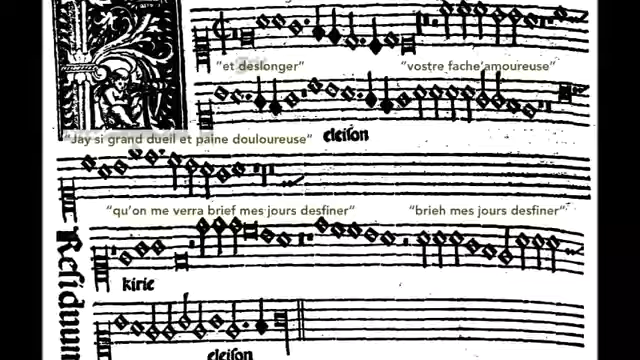 "et deslonger" "vostre fache'amoureuse"
"Jay si grand dueil et paine douloureuse" eleison
"qu'on me verra brief mes jours desfiner" "brieh mes jours desfiner"
Residuum
kirie
eleison